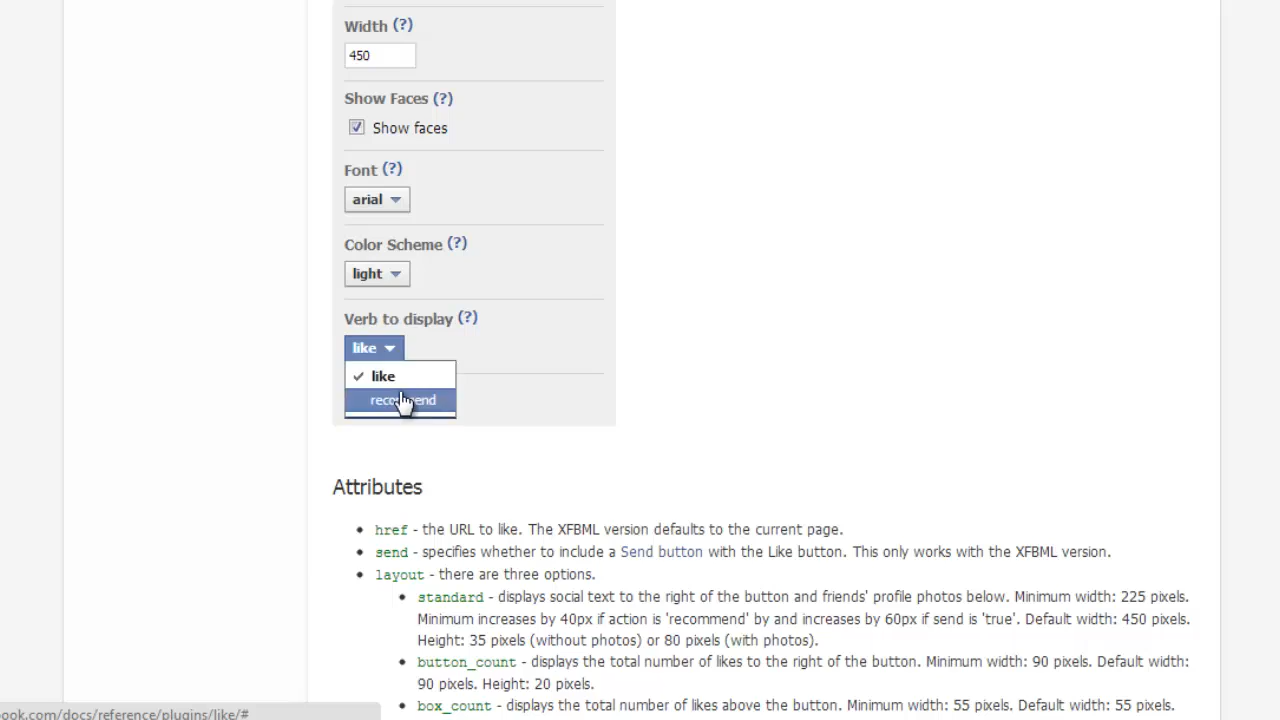 Width (?)
450
Show Faces (?)
Show faces
Font (?)
arial
Color Scheme (?)
light
Verb to display (?)
like
like
recommend
Attributes
href - the URL to like. The XFBML version defaults to the current page.
send - specifies whether to include a Send button with the Like button. This only works with the XFBML version.
layout - there are three options.
standard - displays social text to the right of the button and friends' profile photos below. Minimum width: 225 pixels.
Minimum increases by 40px if action is 'recommend' by and increases by 60px if send is 'true'. Default width: 450 pixels.
Height: 35 pixels (without photos) or 80 pixels (with photos).
button_count - displays the total number of likes to the right of the button. Minimum width: 90 pixels. Default width:
90 pixels. Height: 20 pixels.
box_count - displays the total number of likes above the button. Minimum width: 55 pixels. Default width: 55 pixels.
ook.com/docs/reference/plugins/like/#